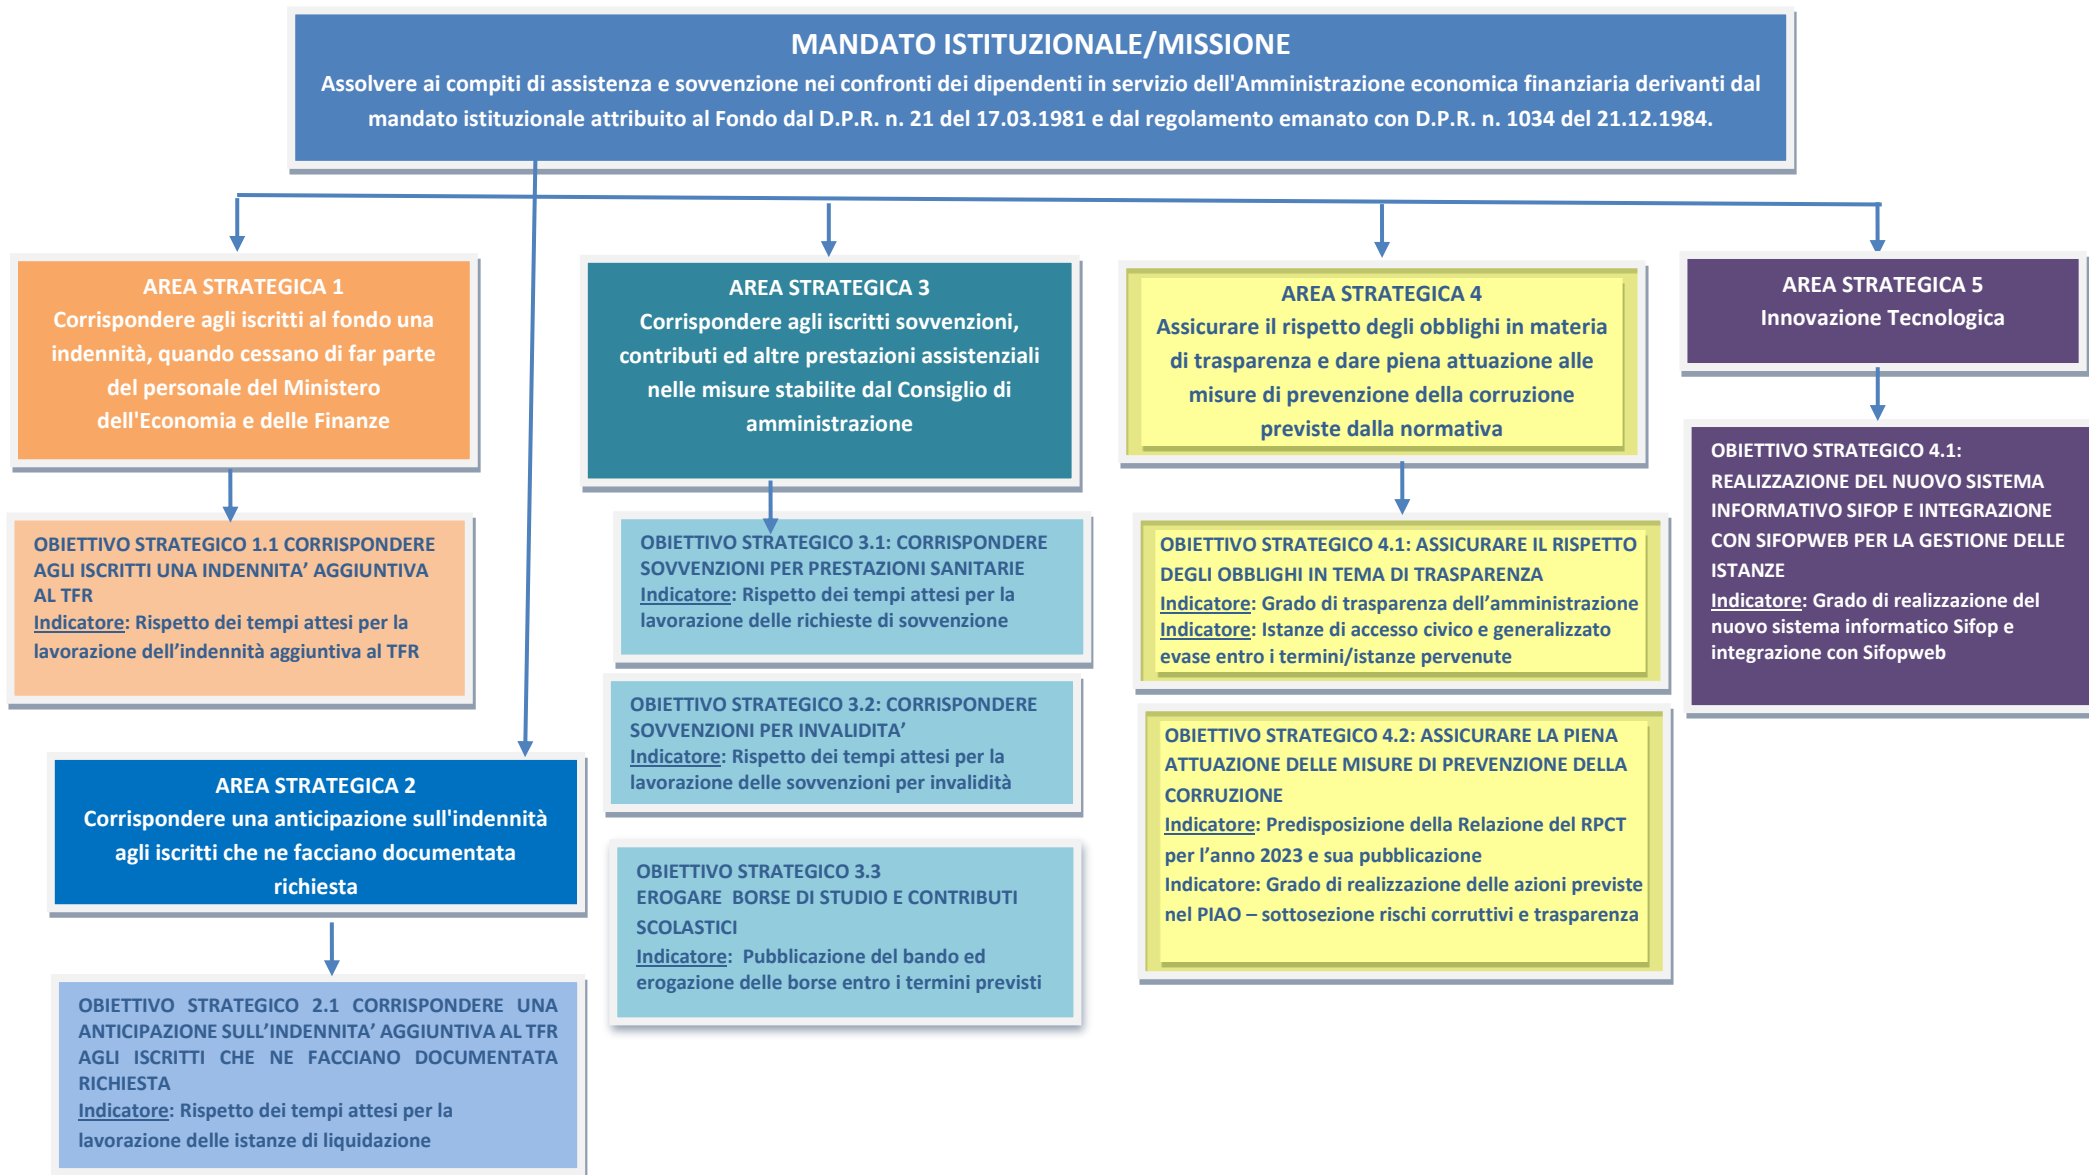 MANDATO ISTITUZIONALE/MISSIONE
Assolvere ai compiti di assistenza e sovvenzione nei confronti dei dipendenti in servizio dell'Amministrazione economica finanziaria derivanti dal
mandato istituzionale attribuito al Fondo dal D.P.R. n. 21 del 17.03.1981 e dal regolamento emanato con D.P.R. n. 1034 del 21.12.1984.
AREA STRATEGICA 1
Corrispondere agli iscritti al fondo una
indennità, quando cessano di far parte
del personale del Ministero
dell'Economia e delle Finanze
OBIETTIVO STRATEGICO 1.1 CORRISPONDERE
AGLI ISCRITTI UNA INDENNITA’ AGGIUNTIVA
AL TFR
Indicatore: Rispetto dei tempi attesi per la
lavorazione dell’indennità aggiuntiva al TFR
AREA STRATEGICA 2
Corrispondere una anticipazione sull'indennità
agli iscritti che ne facciano documentata
richiesta
OBIETTIVO STRATEGICO 2.1 CORRISPONDERE UNA
ANTICIPAZIONE SULL’INDENNITA’ AGGIUNTIVA AL TFR
AGLI ISCRITTI CHE NE FACCIANO DOCUMENTATA
RICHIESTA
Indicatore: Rispetto dei tempi attesi per la
lavorazione delle istanze di liquidazione
AREA STRATEGICA 3
Corrispondere agli iscritti sovvenzioni,
contributi ed altre prestazioni assistenziali
nelle misure stabilite dal Consiglio di
amministrazione
OBIETTIVO STRATEGICO 3.1: CORRISPONDERE
SOVVENZIONI PER PRESTAZIONI SANITARIE
Indicatore: Rispetto dei tempi attesi per la
lavorazione delle richieste di sovvenzione
OBIETTIVO STRATEGICO 3.2: CORRISPONDERE
SOVVENZIONI PER INVALIDITA’
Indicatore: Rispetto dei tempi attesi per la
lavorazione delle sovvenzioni per invalidità
OBIETTIVO STRATEGICO 3.3
EROGARE BORSE DI STUDIO E CONTRIBUTI
SCOLASTICI
Indicatore: Pubblicazione del bando ed
erogazione delle borse entro i termini previsti
AREA STRATEGICA 4
Assicurare il rispetto degli obblighi in materia
di trasparenza e dare piena attuazione alle
misure di prevenzione della corruzione
previste dalla normativa
OBIETTIVO STRATEGICO 4.1: ASSICURARE IL RISPETTO
DEGLI OBBLIGHI IN TEMA DI TRASPARENZA
Indicatore: Grado di trasparenza dell’amministrazione
Indicatore: Istanze di accesso civico e generalizzato
evase entro i termini/istanze pervenute
OBIETTIVO STRATEGICO 4.2: ASSICURARE LA PIENA
ATTUAZIONE DELLE MISURE DI PREVENZIONE DELLA
CORRUZIONE
Indicatore: Predisposizione della Relazione del RPCT
per l’anno 2023 e sua pubblicazione
Indicatore: Grado di realizzazione delle azioni previste
nel PIAO – sottosezione rischi corruttivi e trasparenza
AREA STRATEGICA 5
Innovazione Tecnologica
OBIETTIVO STRATEGICO 4.1:
REALIZZAZIONE DEL NUOVO SISTEMA
INFORMATIVO SIFOP E INTEGRAZIONE
CON SIFOPWEB PER LA GESTIONE DELLE
ISTANZE
Indicatore: Grado di realizzazione del
nuovo sistema informatico Sifop e
integrazione con Sifopweb